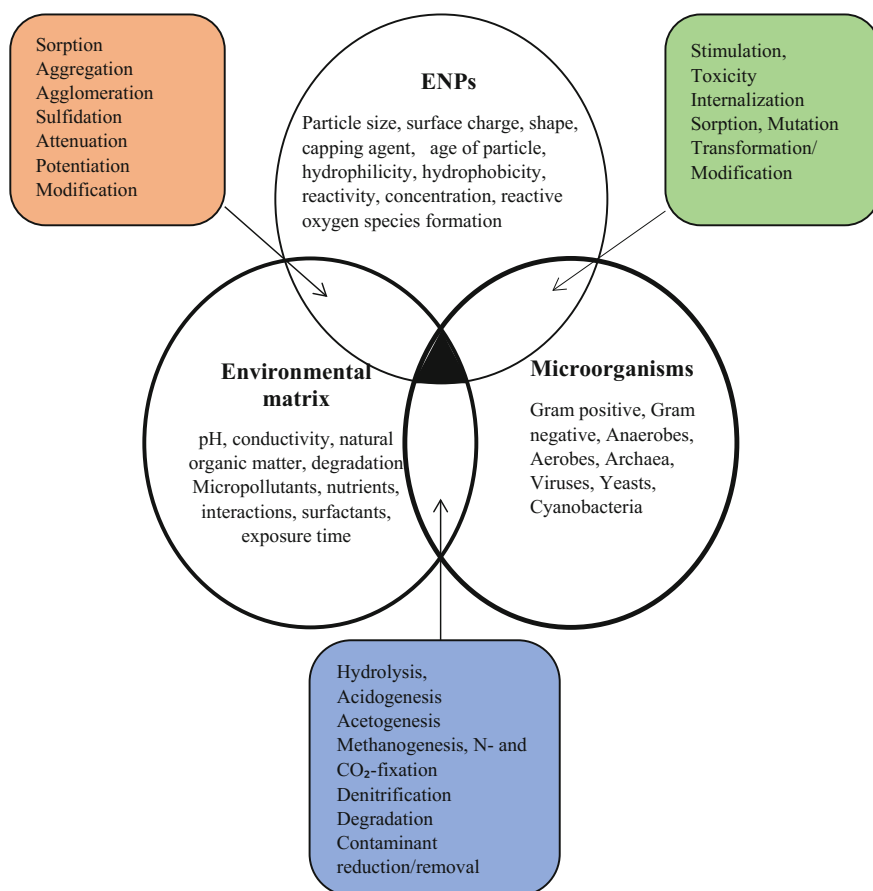 Sorption
Aggregation
Agglomeration
Sulfidation
Attenuation
Potentiation
Modification
ENPs
Particle size, surface charge, shape,
capping agent, age of particle,
hydrophilicity, hydrophobicity,
reactivity, concentration, reactive
oxygen species formation
Stimulation,
Toxicity
Internalization
Sorption, Mutation
Transformation/
Modification
Environmental
matrix
pH, conductivity, natural
organic matter, degradation
Micropollutants, nutrients,
interactions, surfactants,
exposure time
Microorganisms
Gram positive, Gram
negative, Anaerobes,
Aerobes, Archaea,
Viruses, Yeasts,
Cyanobacteria
Hydrolysis,
Acidogenesis
Acetogenesis
Methanogenesis, N- and
CO₂-fixation
Denitrification
Degradation
Contaminant
reduction/removal